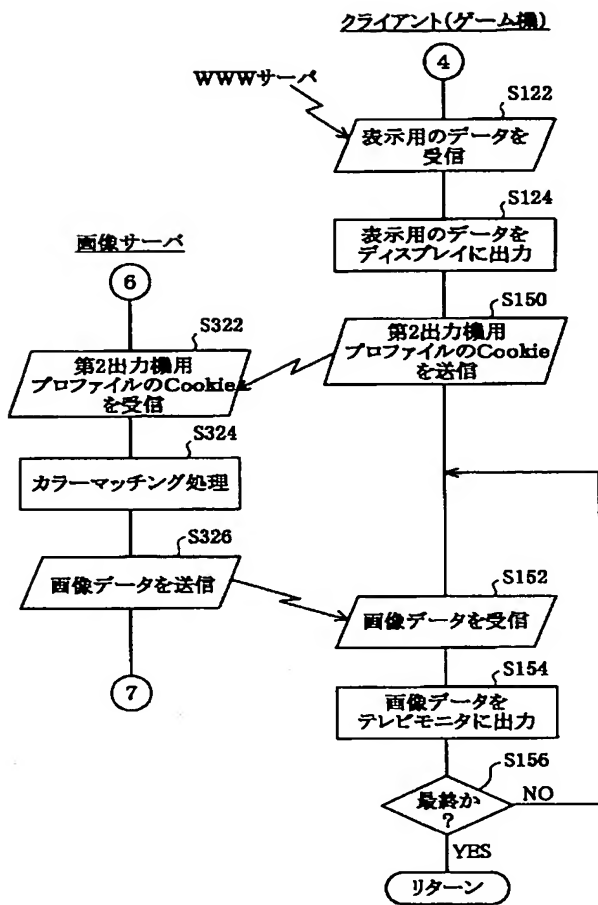 クライアント(ゲーム機)
4
WWWサーバ
S122
表示用のデータを
受信
S124
表示用のデータを
ディスプレイに出力
画像サーバ
6
S150
第2出力機用
プロファイルのCookie
を送信
S322
第2出力機用
プロファイルのCookie
を受信
S324
カラーマッチング処理
S326
画像データを送信
S152
画像データを受信
7
S154
画像データを
テレビモニタに出力
S156
最終か
?
NO
YES
リターン